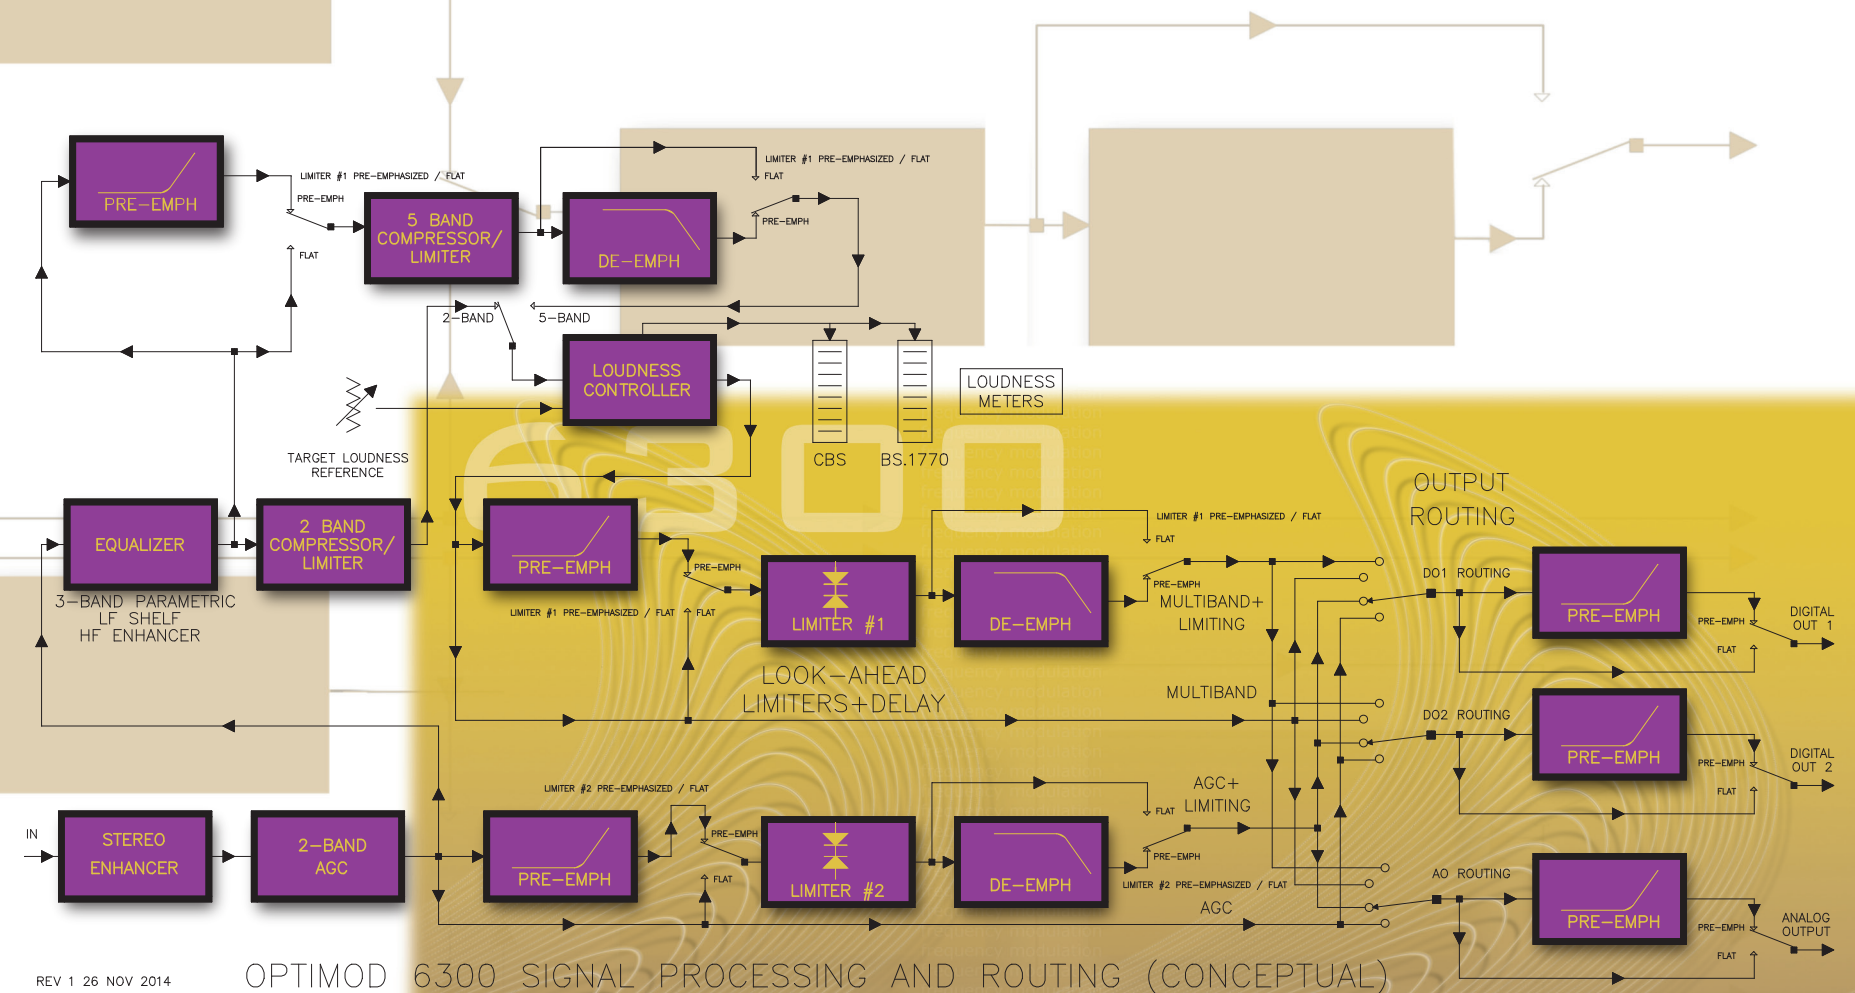 LIMITER #1 PRE-EMPHASIZED / FLAT
LIMITER #1 PRE-EMPHASIZED / FLAT
PRE-EMPH
PRE-EMPH
FLAT
5 BAND
COMPRESSOR/
LIMITER
PRE-EMPH
DE-EMPH
FLAT
2-BAND
5-BAND
LOUDNESS
CONTROLLER
LOUDNESS
METERS
TARGET LOUDNESS
REFERENCE
CBS
BS.1770
6300
OUTPUT
ROUTING
EQUALIZER
2 BAND
COMPRESSOR/
LIMITER
3-BAND PARAMETRIC
LF SHELF
HF ENHANCER
PRE-EMPH
PRE-EMPH
LIMITER #1 PRE-EMPHASIZED / FLAT
FLAT
LIMITER #1
DE-EMPH
LIMITER #1 PRE-EMPHASIZED / FLAT
FLAT
PRE-EMPH
MULTIBAND+
LIMITING
LOOK-AHEAD
LIMITERS+DELAY
MULTIBAND
DO1 ROUTING
PRE-EMPH
PRE-EMPH
FLAT
DIGITAL
OUT 1
DO2 ROUTING
PRE-EMPH
PRE-EMPH
FLAT
DIGITAL
OUT 2
IN
STEREO
ENHANCER
2-BAND
AGC
LIMITER #2 PRE-EMPHASIZED / FLAT
PRE-EMPH
PRE-EMPH
FLAT
LIMITER #2
DE-EMPH
AGC+
LIMITING
FLAT
PRE-EMPH
LIMITER #2 PRE-EMPHASIZED / FLAT
AGC
AO ROUTING
PRE-EMPH
PRE-EMPH
FLAT
ANALOG
OUTPUT
REV 1 26 NOV 2014
OPTIMOD 6300 SIGNAL PROCESSING AND ROUTING (CONCEPTUAL)